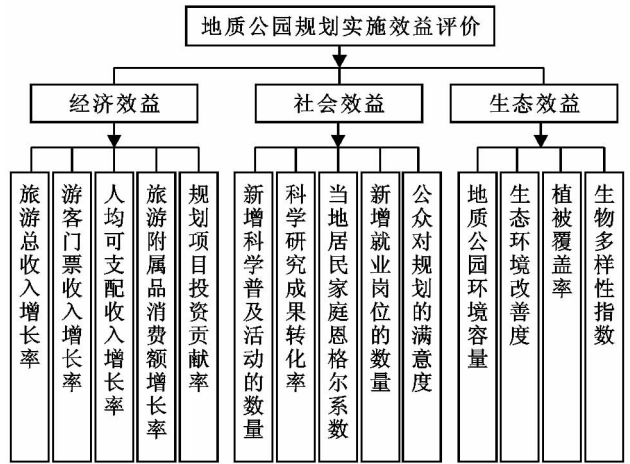 地质公园规划实施效益评价
经济效益
社会效益
生态效益
旅游总收入增长率
游客门票收入增长率
人均可支配收入增长率
旅游附属品消费额增长率
规划项目投资贡献率
新增科学普及活动的数量
科学研究成果转化率
当地居民家庭恩格尔系数
新增就业岗位的数量
公众对规划的满意度
地质公园环境容量
生态环境改善度
植被覆盖率
生物多样性指数